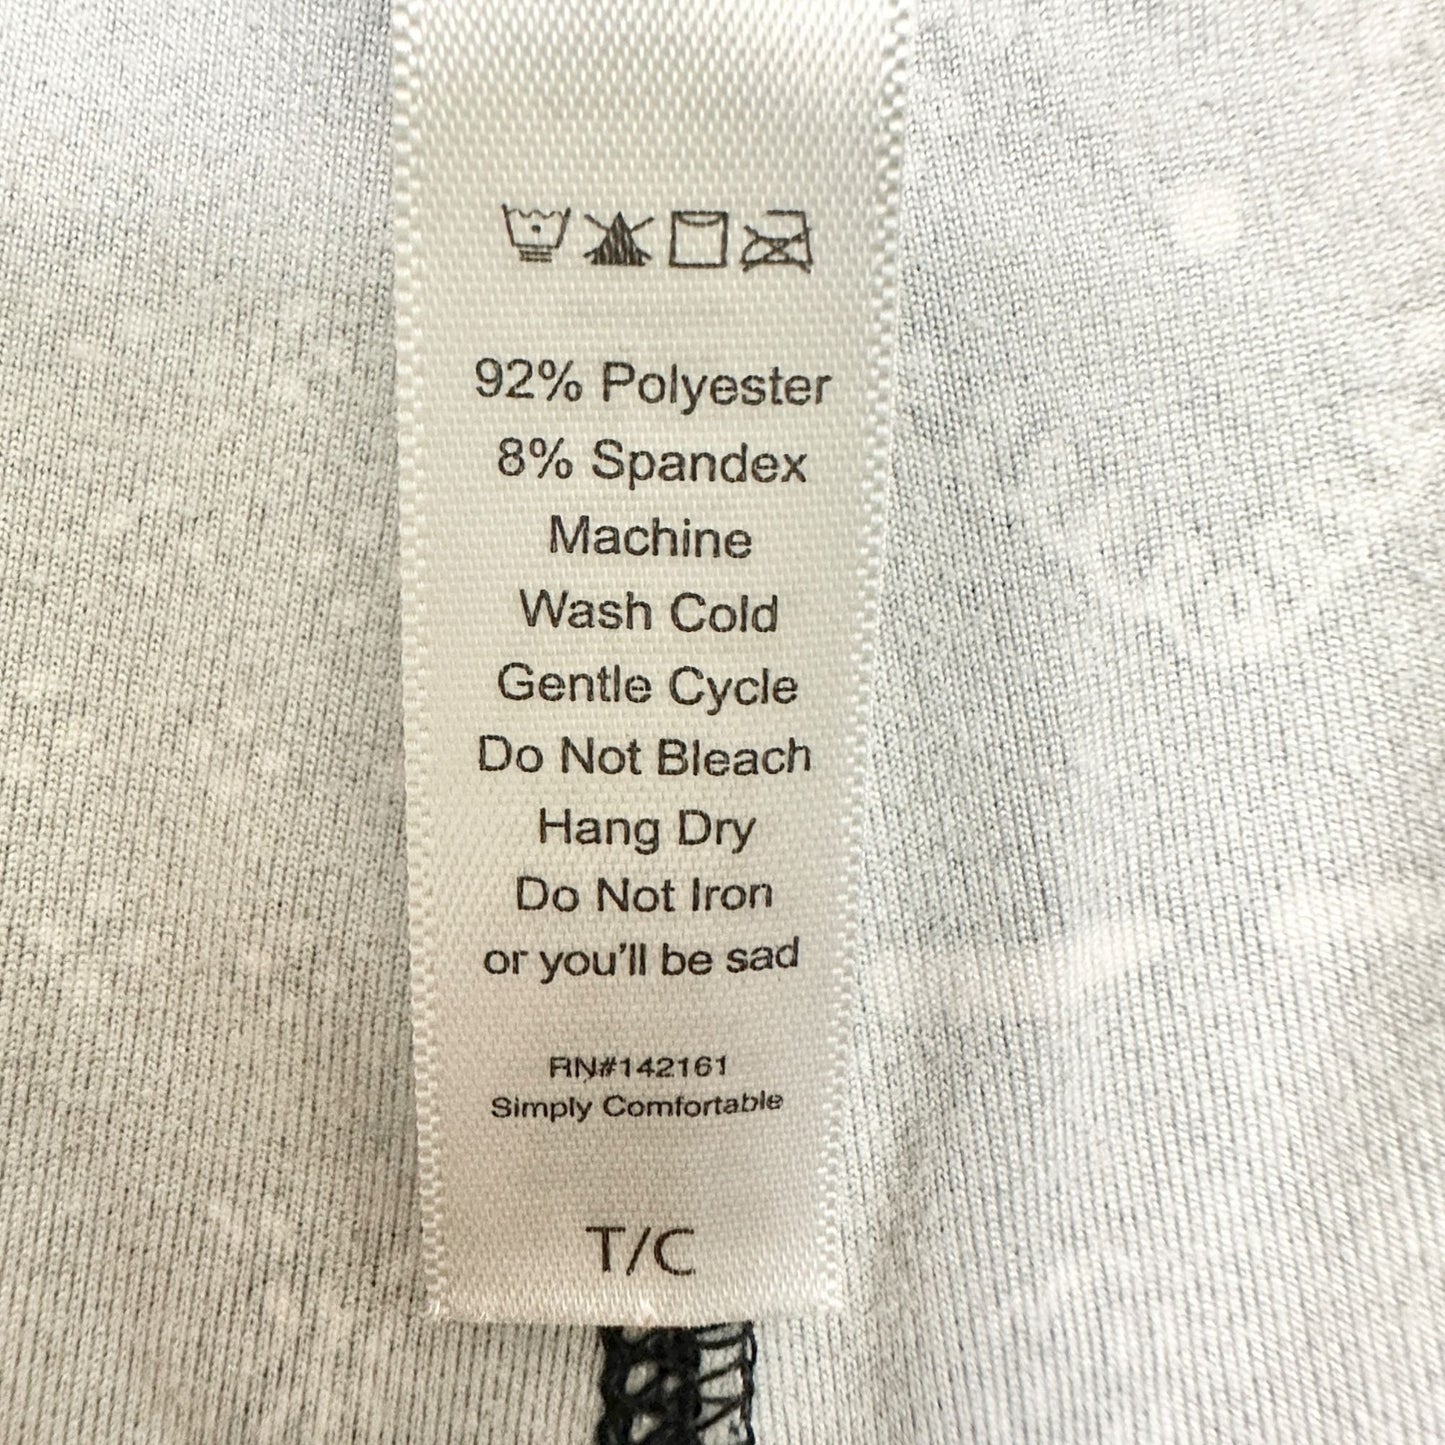 92% Polyester
8% Spandex
Machine
Wash Cold
Gentle Cycle
Do Not Bleach
Hang Dry
Do Not Iron
or you'll be sad
RN#142161
Simply Comfortable
T/C